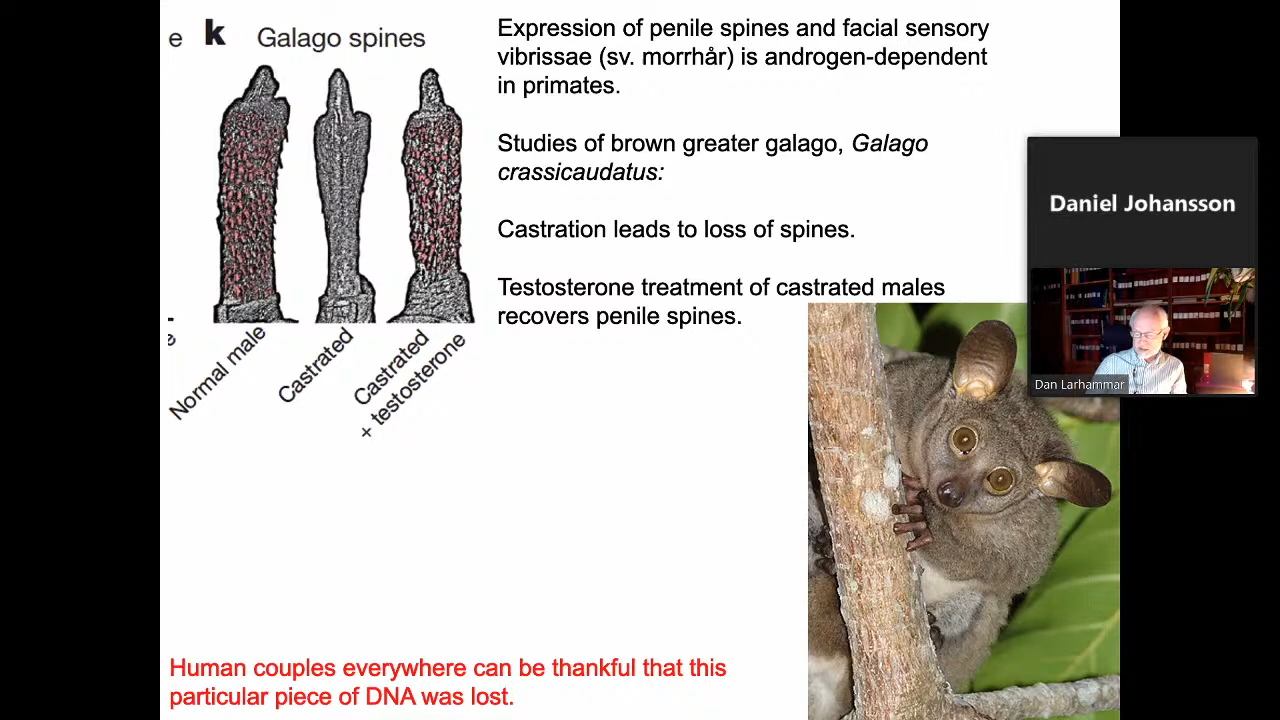 e k Galago spines
Normal male
Castrated
Castrated
+ testosterone
Expression of penile spines and facial sensory
vibrissae (sv. morrhår) is androgen-dependent
in primates.
Studies of brown greater galago, Galago
crassicaudatus:
Castration leads to loss of spines.
Testosterone treatment of castrated males
recovers penile spines.
Daniel Johansson
Dan Larhammar
Human couples everywhere can be thankful that this
particular piece of DNA was lost.